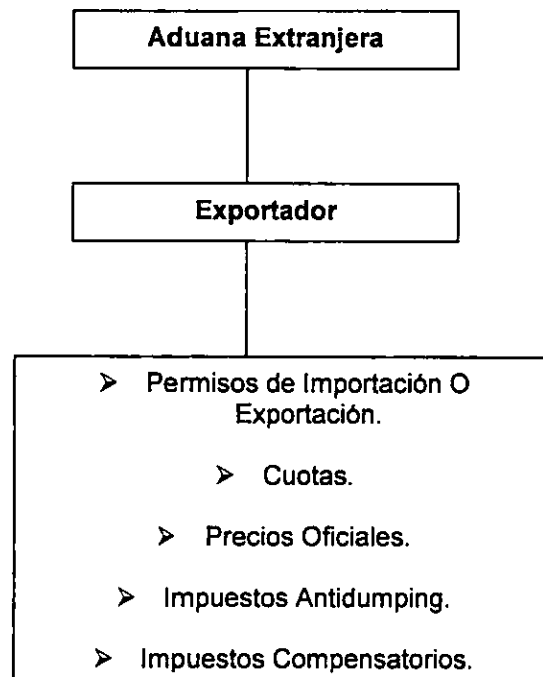 Aduana Extranjera
Exportador
➢ Permisos de Importación O
Exportación.
➢ Cuotas.
➢ Precios Oficiales.
➢ Impuestos Antidumping.
➢ Impuestos Compensatorios.